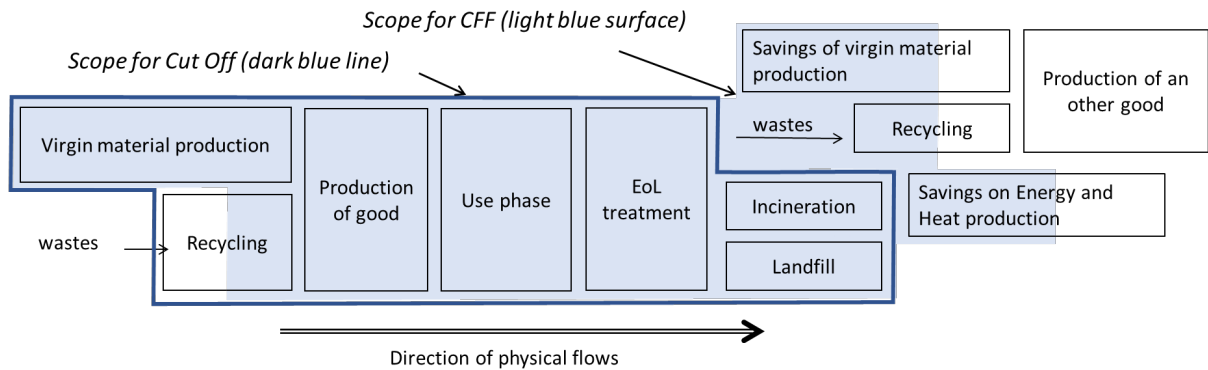 Scope for CFF (light blue surface)
Scope for Cut Off (dark blue line)
Savings of virgin material
production
Production of an
other good
wastes
Recycling
Virgin material production
Production
of good
Use phase
EoL
treatment
Incineration
Savings on Energy and
Heat production
wastes
Recycling
Landfill
Direction of physical flows